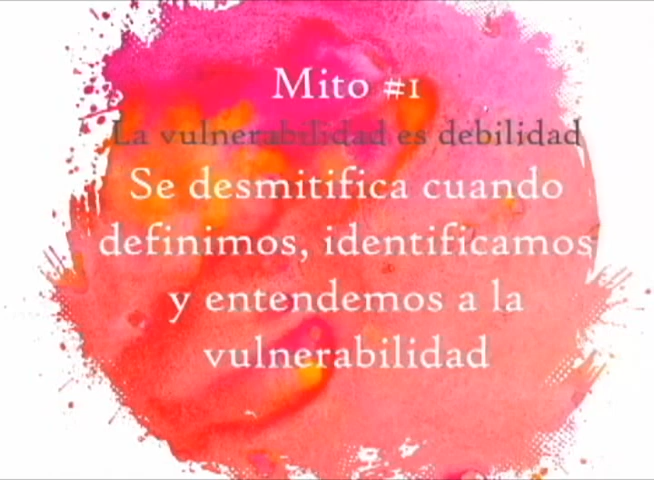 Mito #1
La vulnerabilidad es debilidad
Se desmitifica cuando
definimos, identificamos
y entendemos a la
vulnerabilidad